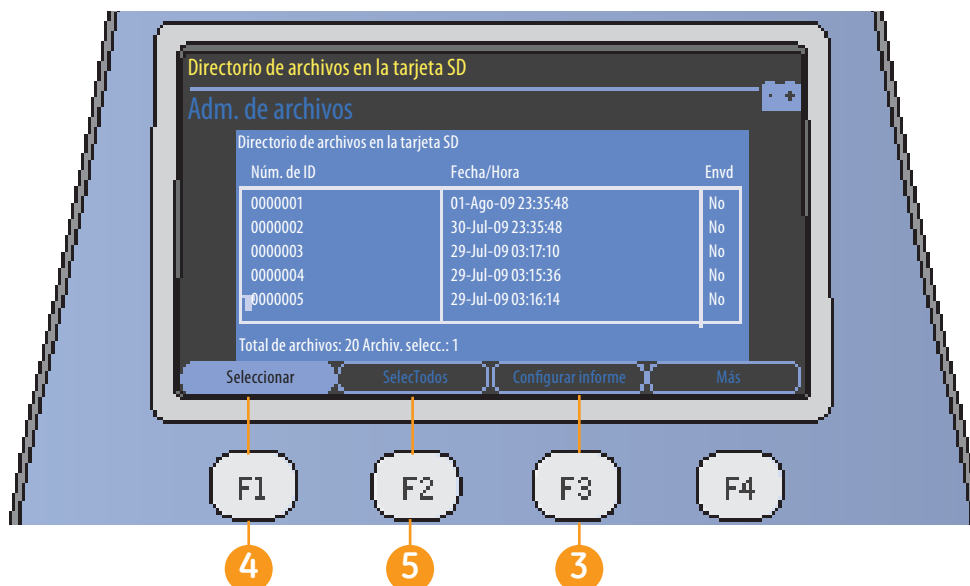 Directorio de archivos en la tarjeta SD
- +
Adm. de archivos
Directorio de archivos en la tarjeta SD
Núm. de ID Fecha/Hora Envd
0000001 01-Ago-09 23:35:48 No
0000002 30-Jul-09 23:35:48 No
0000003 29-Jul-09 03:17:10 No
0000004 29-Jul-09 03:15:36 No
0000005 29-Jul-09 03:16:14 No
Total de archivos: 20 Archiv. selecc.: 1
Seleccionar SelecTodos Configurar informe Más
F1 F2 F3 F4
4 5 3